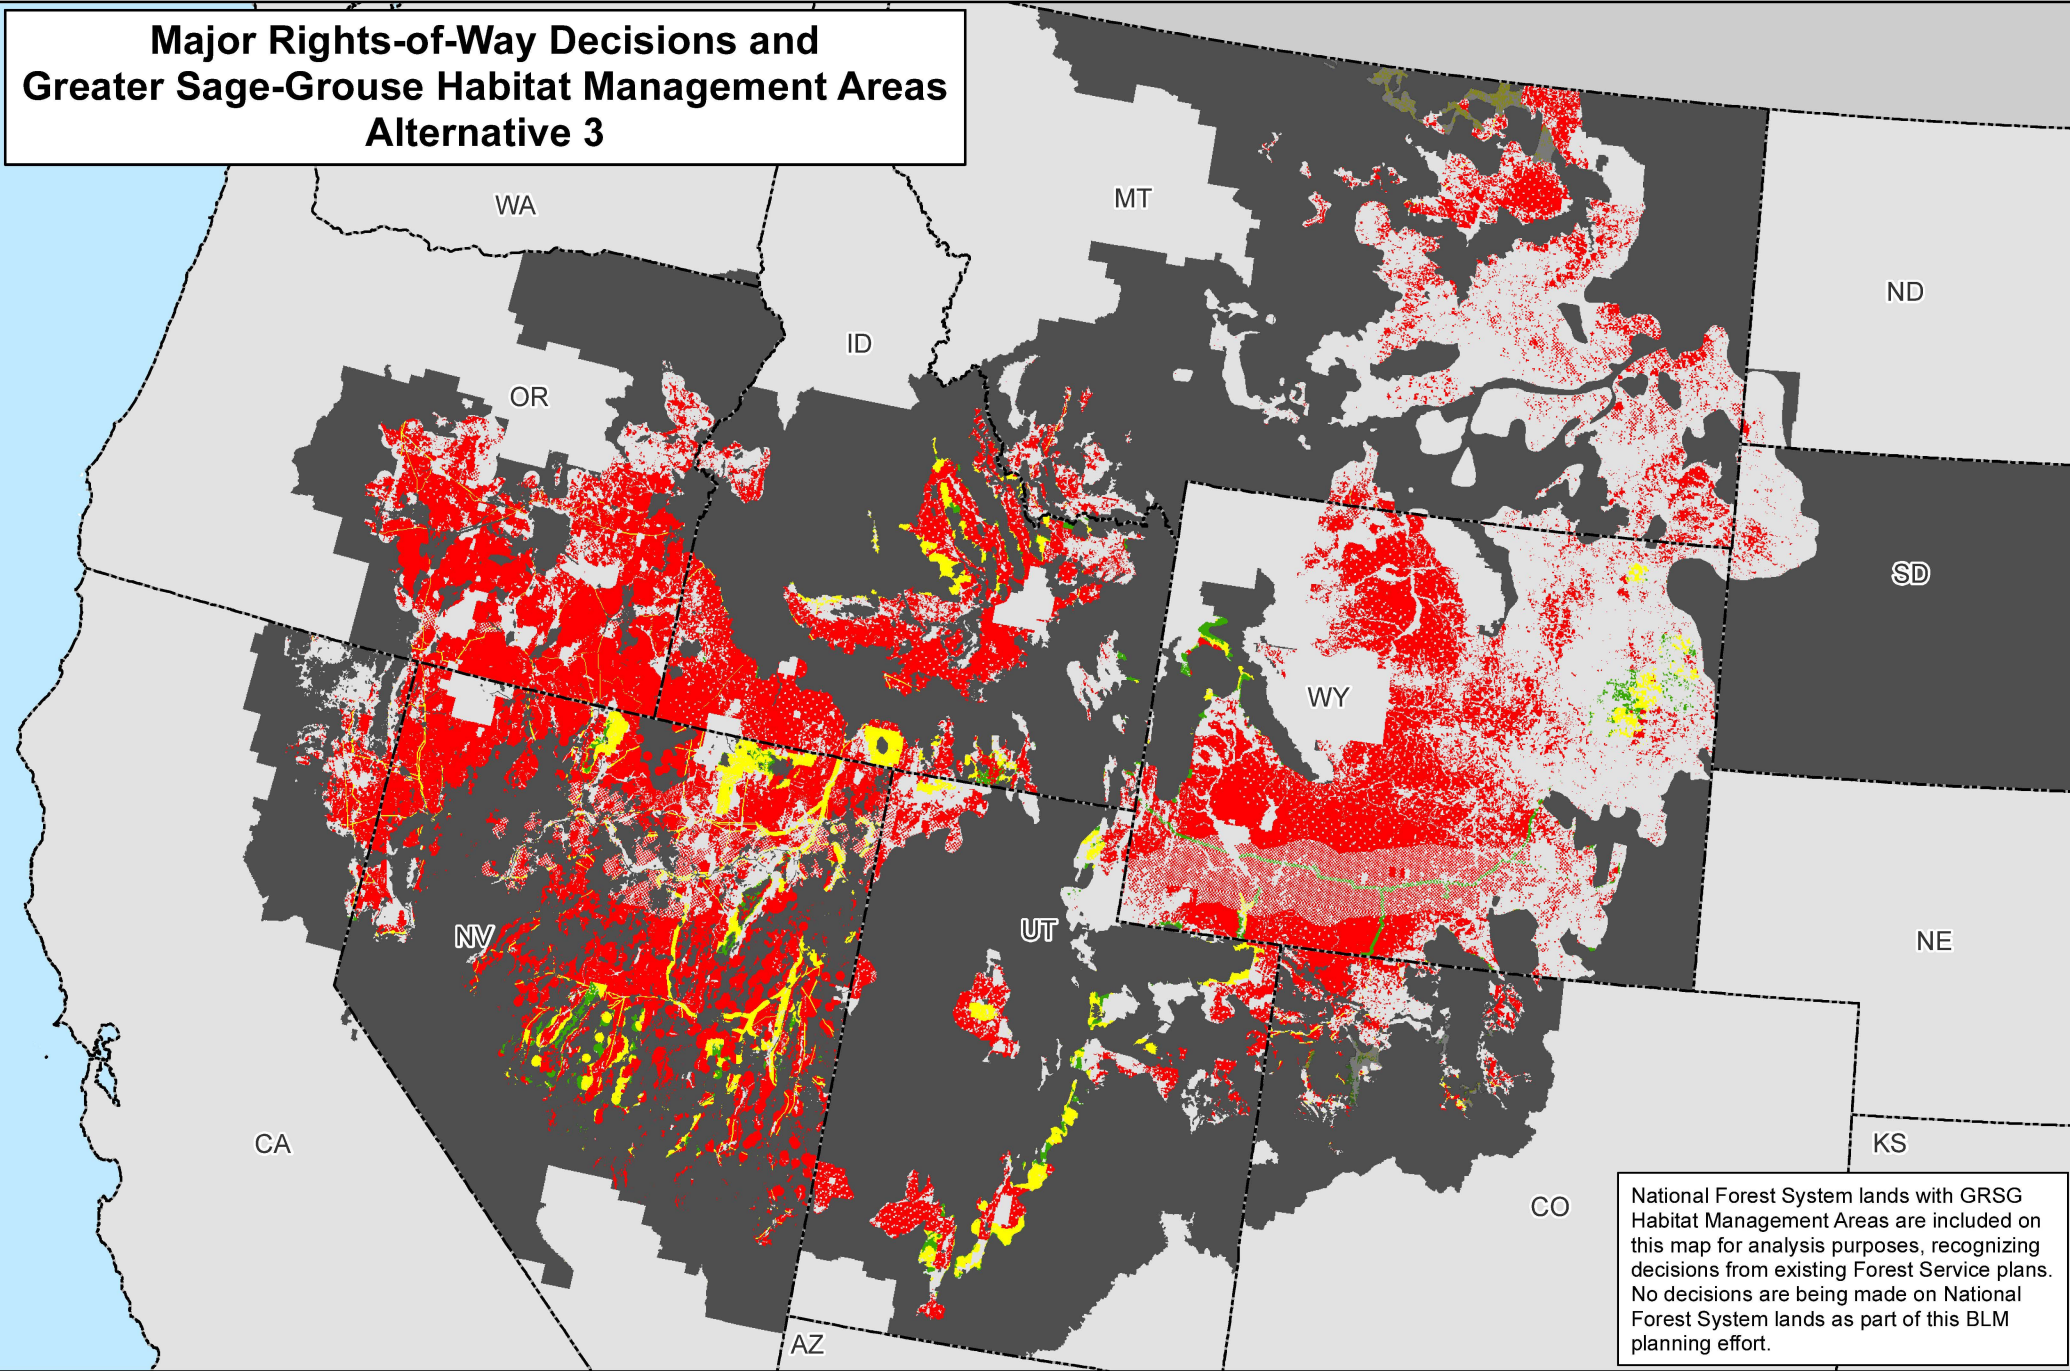 Major Rights-of-Way Decisions and
Greater Sage-Grouse Habitat Management Areas
Alternative 3
WA
MT
ND
ID
OR
SD
WY
NV
UT
NE
CA
KS
CO
AZ
National Forest System lands with GRSG
Habitat Management Areas are included on
this map for analysis purposes, recognizing
decisions from existing Forest Service plans.
No decisions are being made on National
Forest System lands as part of this BLM
planning effort.